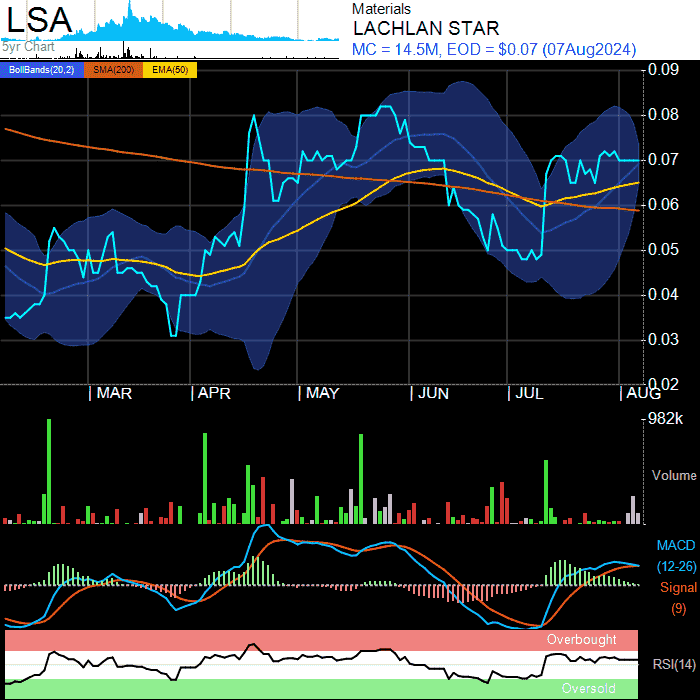 LSA
5yr Chart
Materials
LACHLAN STAR
MC = 14.5M, EOD = $0.07 (07Aug2024)
BollBands(20,2) SMA(200) EMA(50)
0.09
0.08
0.07
0.06
0.05
0.04
0.03
0.02
MAR APR MAY JUN JUL AUG
982k
Volume
MACD
(12-26)
Signal
(9)
Overbought
RSI(14)
Oversold